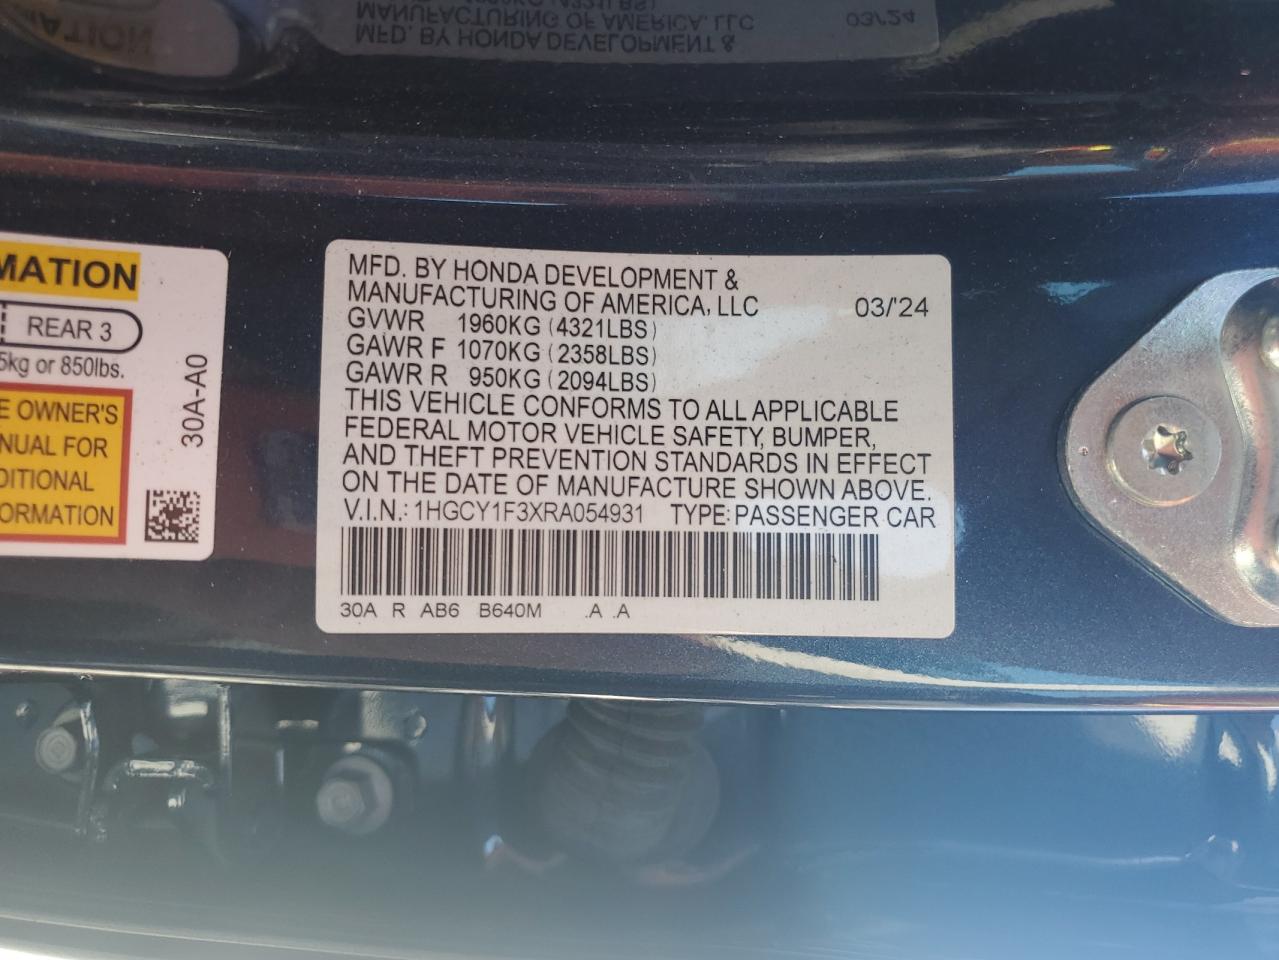 MATION
REAR 3
5kg or 850lbs.
E OWNER'S
NUAL FOR
DITIONAL
ORMATION
30A-A0
MFD. BY HONDA DEVELOPMENT &
MANUFACTURING OF AMERICA, LLC 03/'24
GVWR 1960KG (4321LBS)
GAWR F 1070KG (2358LBS)
GAWR R 950KG (2094LBS)
THIS VEHICLE CONFORMS TO ALL APPLICABLE
FEDERAL MOTOR VEHICLE SAFETY, BUMPER,
AND THEFT PREVENTION STANDARDS IN EFFECT
ON THE DATE OF MANUFACTURE SHOWN ABOVE.
V.I.N.: 1HGCY1F3XRA054931 TYPE: PASSENGER CAR
30A R AB6 B640M .A .A